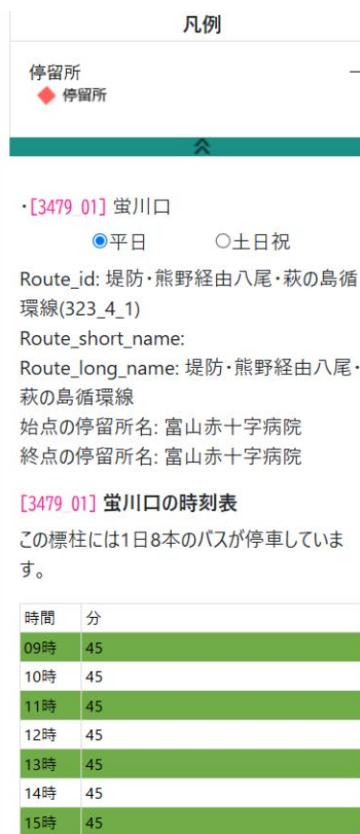 凡例
停留所
停留所
・[3479_01] 蛍川口
平日 土日祝
Route_id: 堤防・熊野経由八尾・萩の島循
環線(323_4_1)
Route_short_name:
Route_long_name: 堤防・熊野経由八尾・
萩の島循環線
始点の停留所名: 富山赤十字病院
終点の停留所名: 富山赤十字病院
[3479_01] 蛍川口の時刻表
この標柱には1日8本のバスが停車していま
す。
時間 分
09時 45
10時 45
11時 45
12時 45
13時 45
14時 45
15時 45